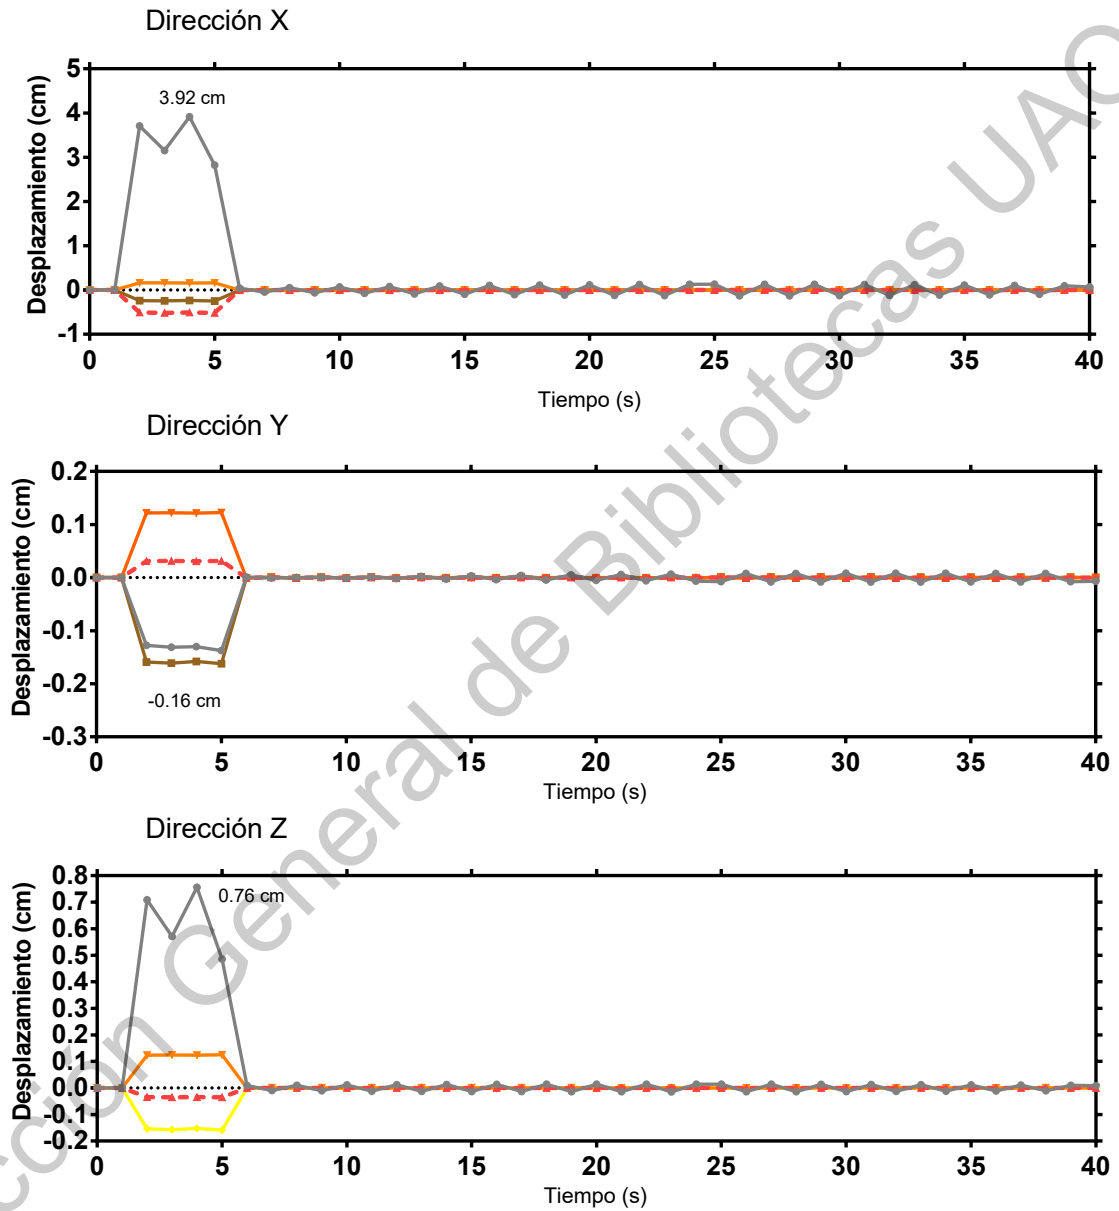 Dirección X
5
4
3
2
1
0
-1
Desplazamiento (cm)
3.92 cm
0 5 10 15 20 25 30 35 40
Tiempo (s)
Dirección Y
0.2
0.1
0.0
-0.1
-0.2
-0.3
Desplazamiento (cm)
-0.16 cm
0 5 10 15 20 25 30 35 40
Tiempo (s)
Dirección Z
0.8
0.7
0.6
0.5
0.4
0.3
0.2
0.1
0.0
-0.1
-0.2
Desplazamiento (cm)
0.76 cm
0 5 10 15 20 25 30 35 40
Tiempo (s)
cción General de Bibliotecas UAQ